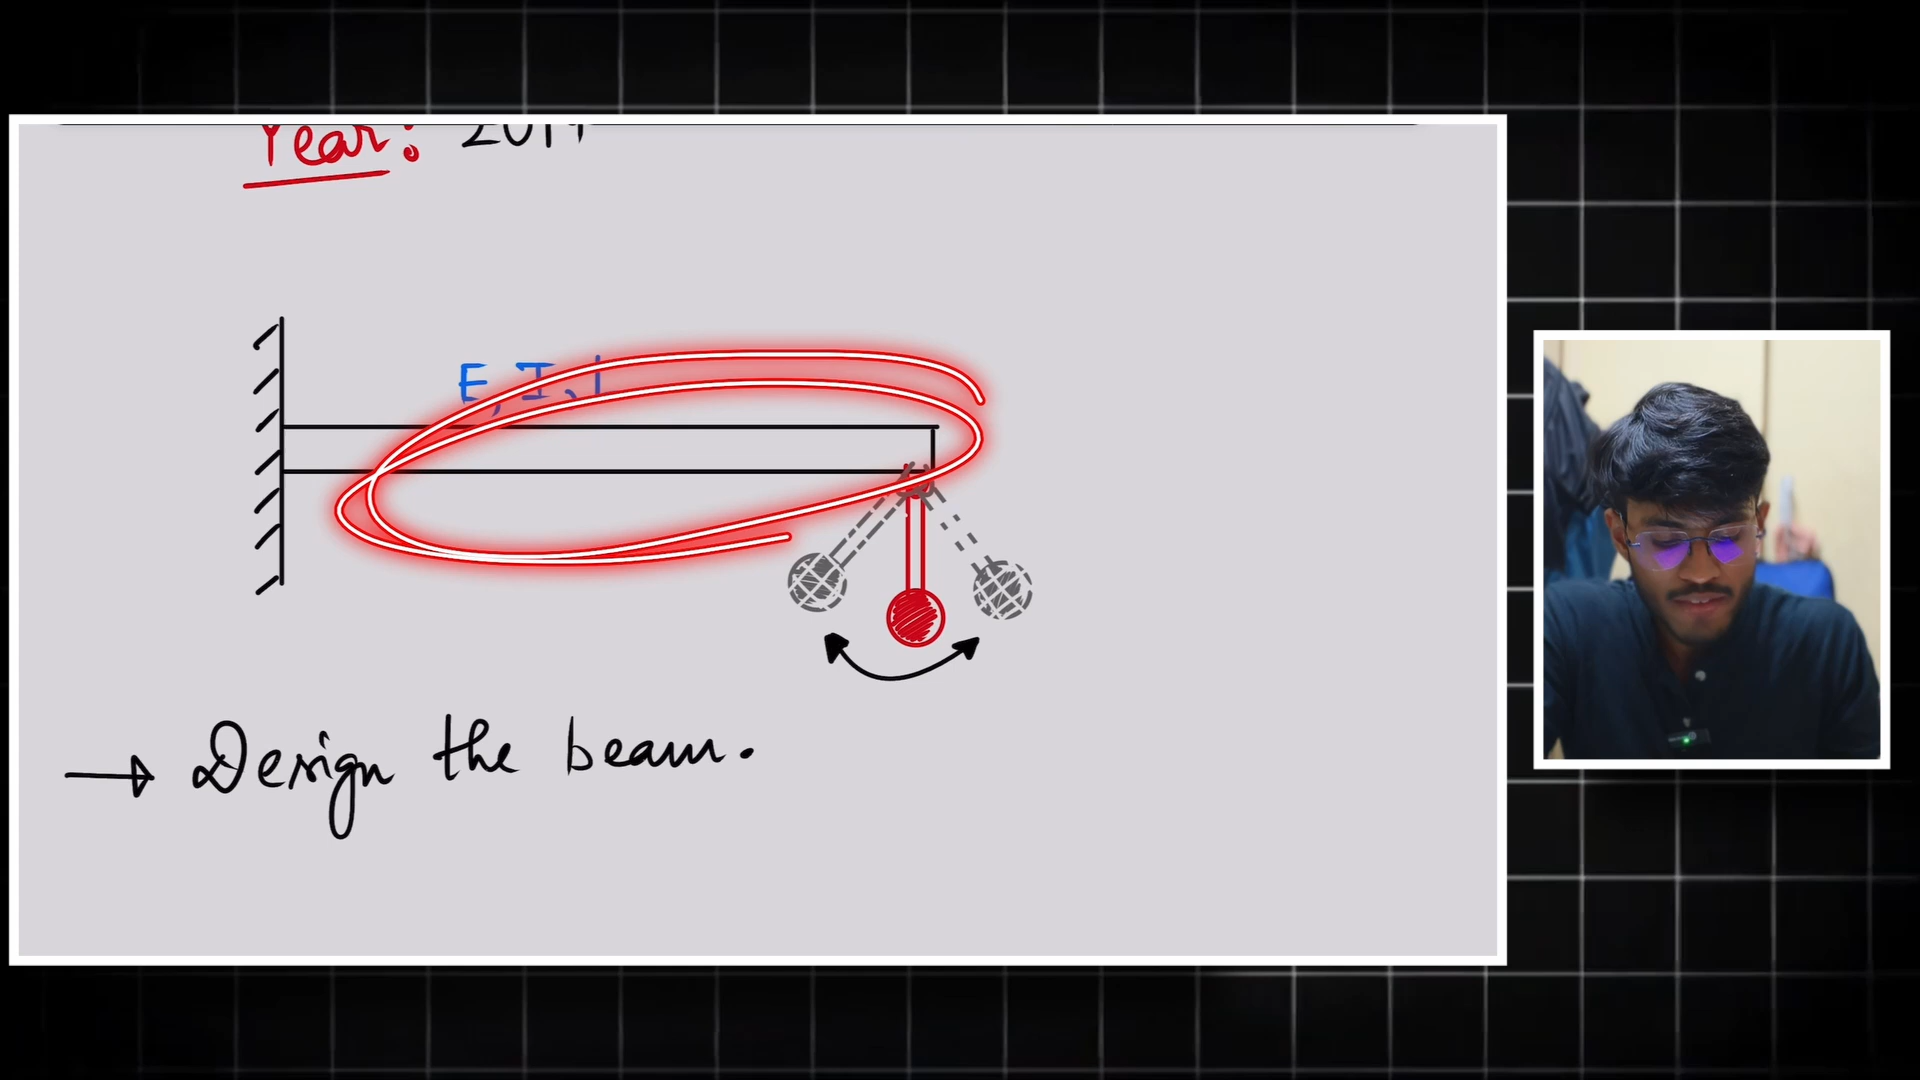 Year:
E, I, l
→ Design the beam.